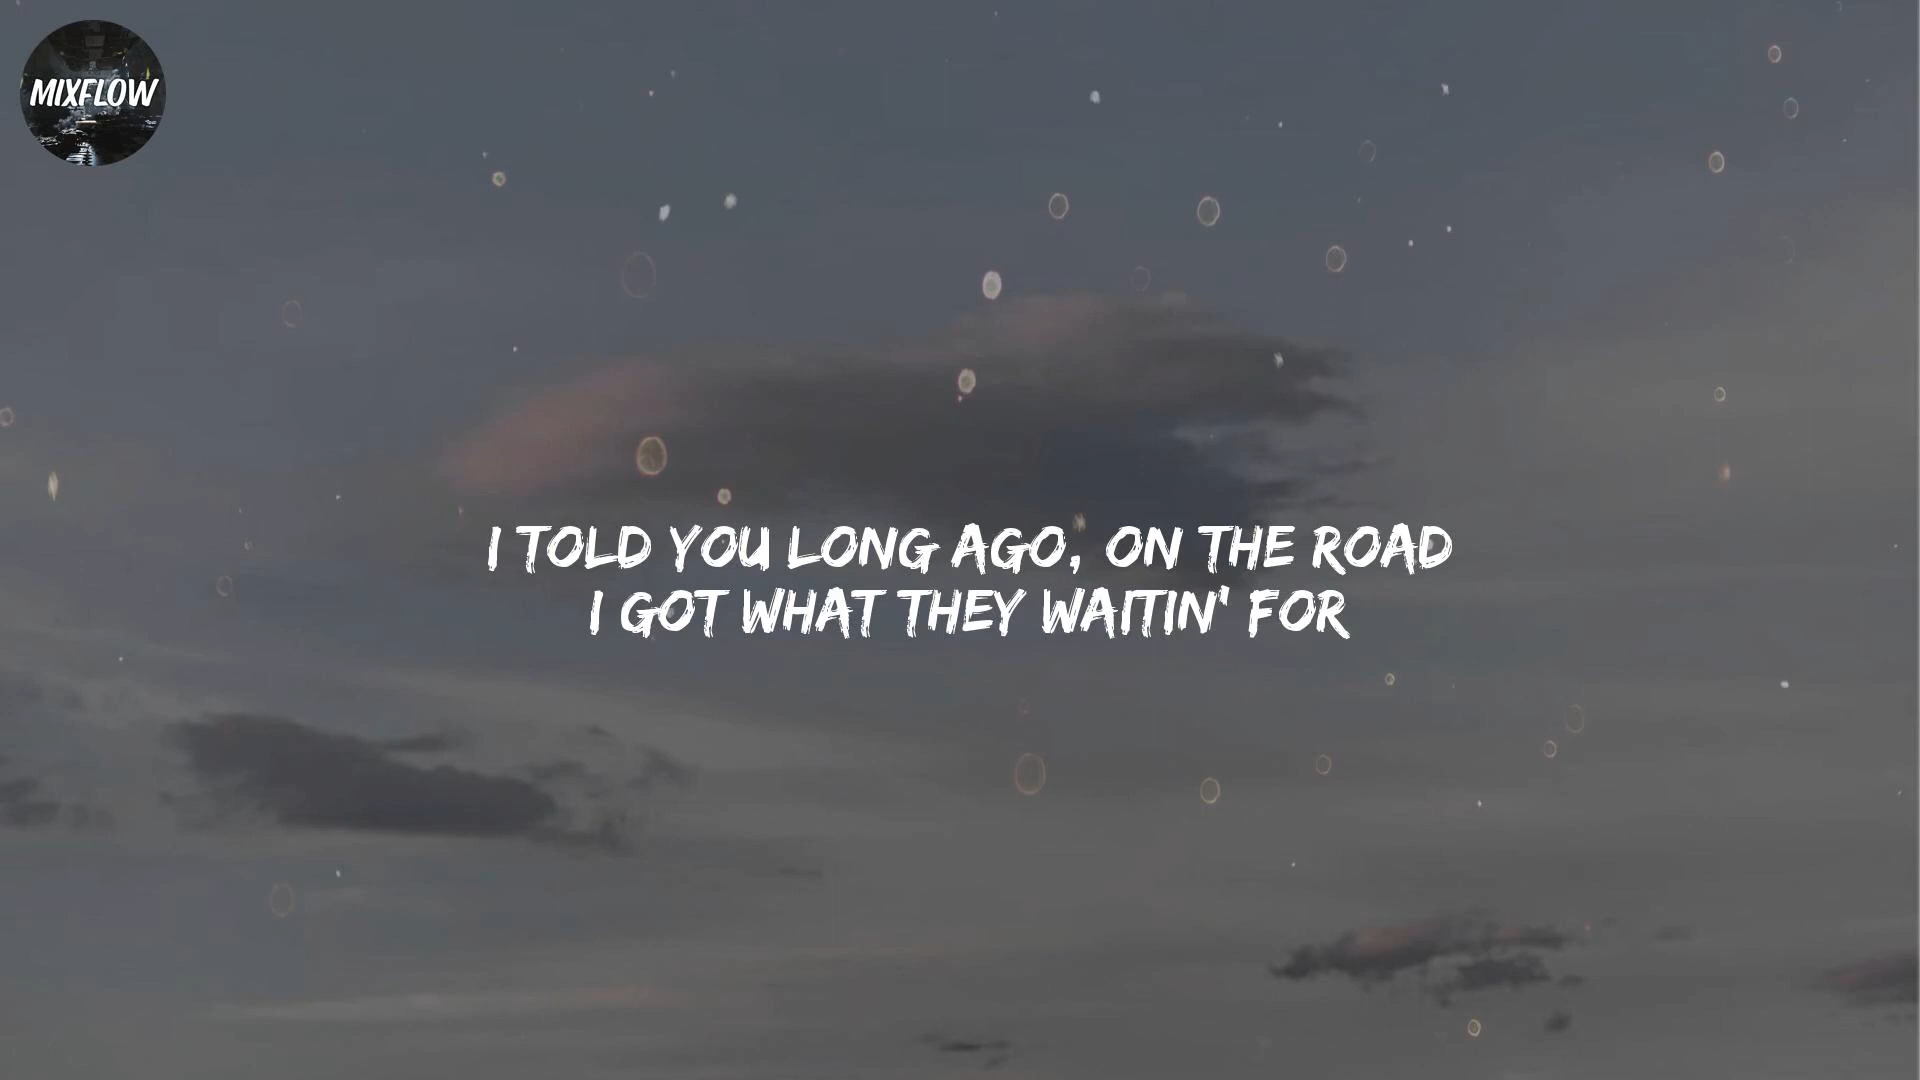 MIXFLOW
I TOLD YOU LONG AGO, ON THE ROAD
I GOT WHAT THEY WAITIN' FOR